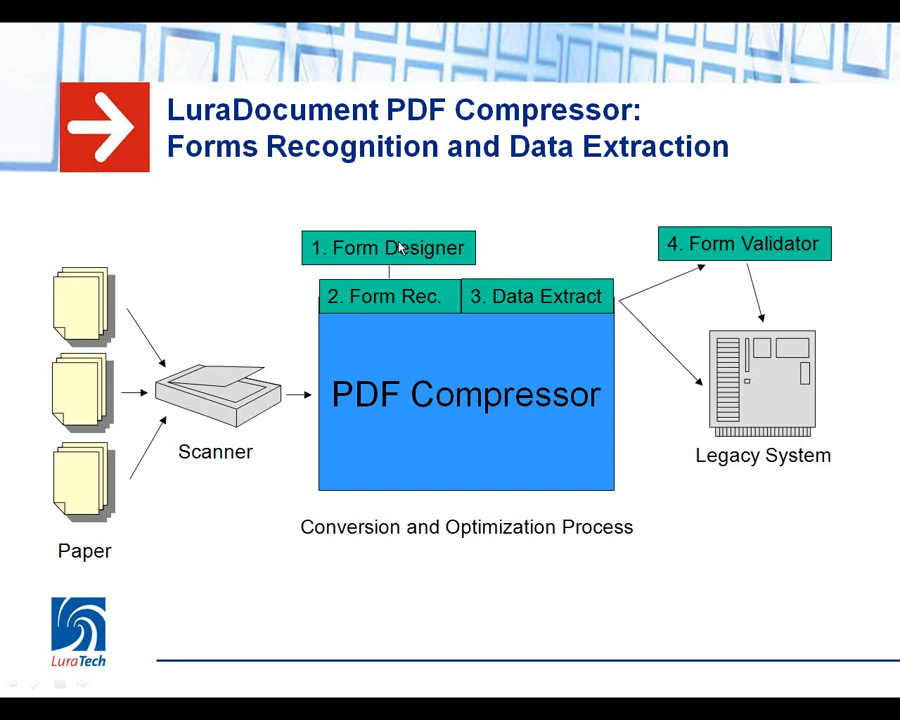 LuraDocument PDF Compressor:
Forms Recognition and Data Extraction
1. Form Designer
4. Form Validator
2. Form Rec.
3. Data Extract
PDF Compressor
Scanner
Legacy System
Conversion and Optimization Process
Paper
LuraTech